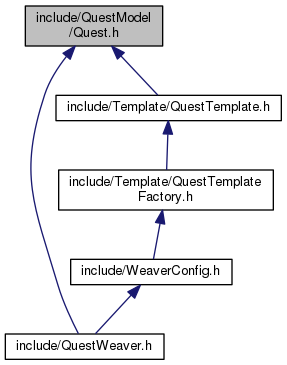 include/QuestModel
/Quest.h
include/Template/QuestTemplate.h
include/Template/QuestTemplate
Factory.h
include/WeaverConfig.h
include/QuestWeaver.h